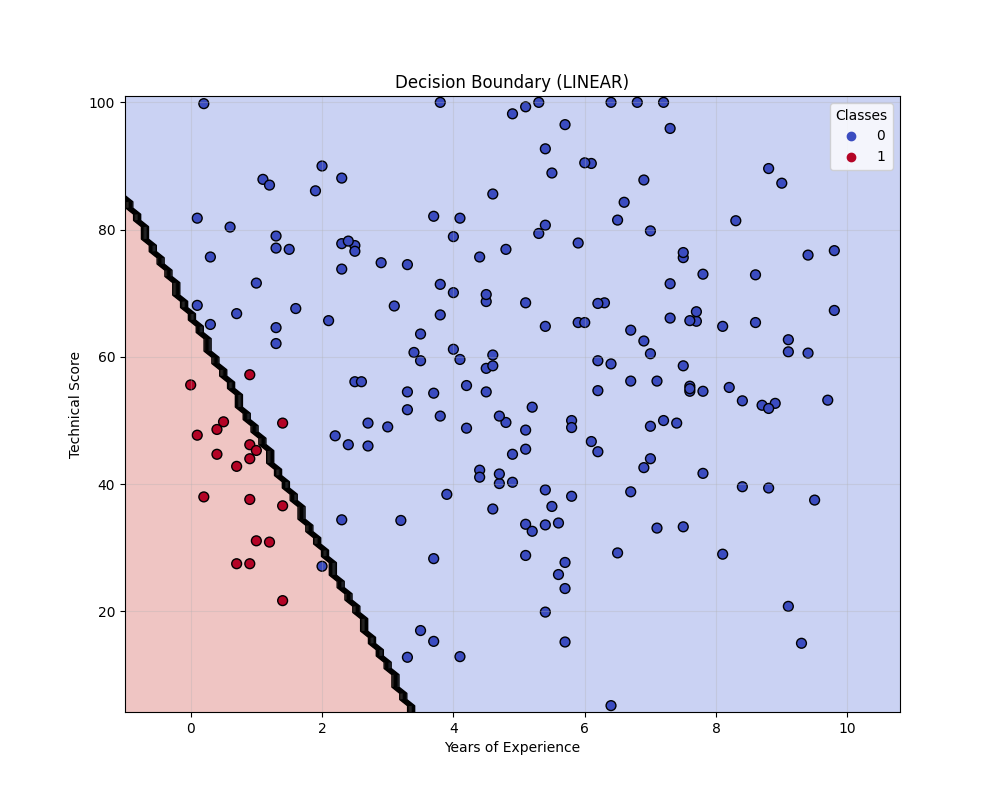 Decision Boundary (LINEAR)
Classes
0
1
100
80
60
40
20
Technical Score
0 2 4 6 8 10
Years of Experience